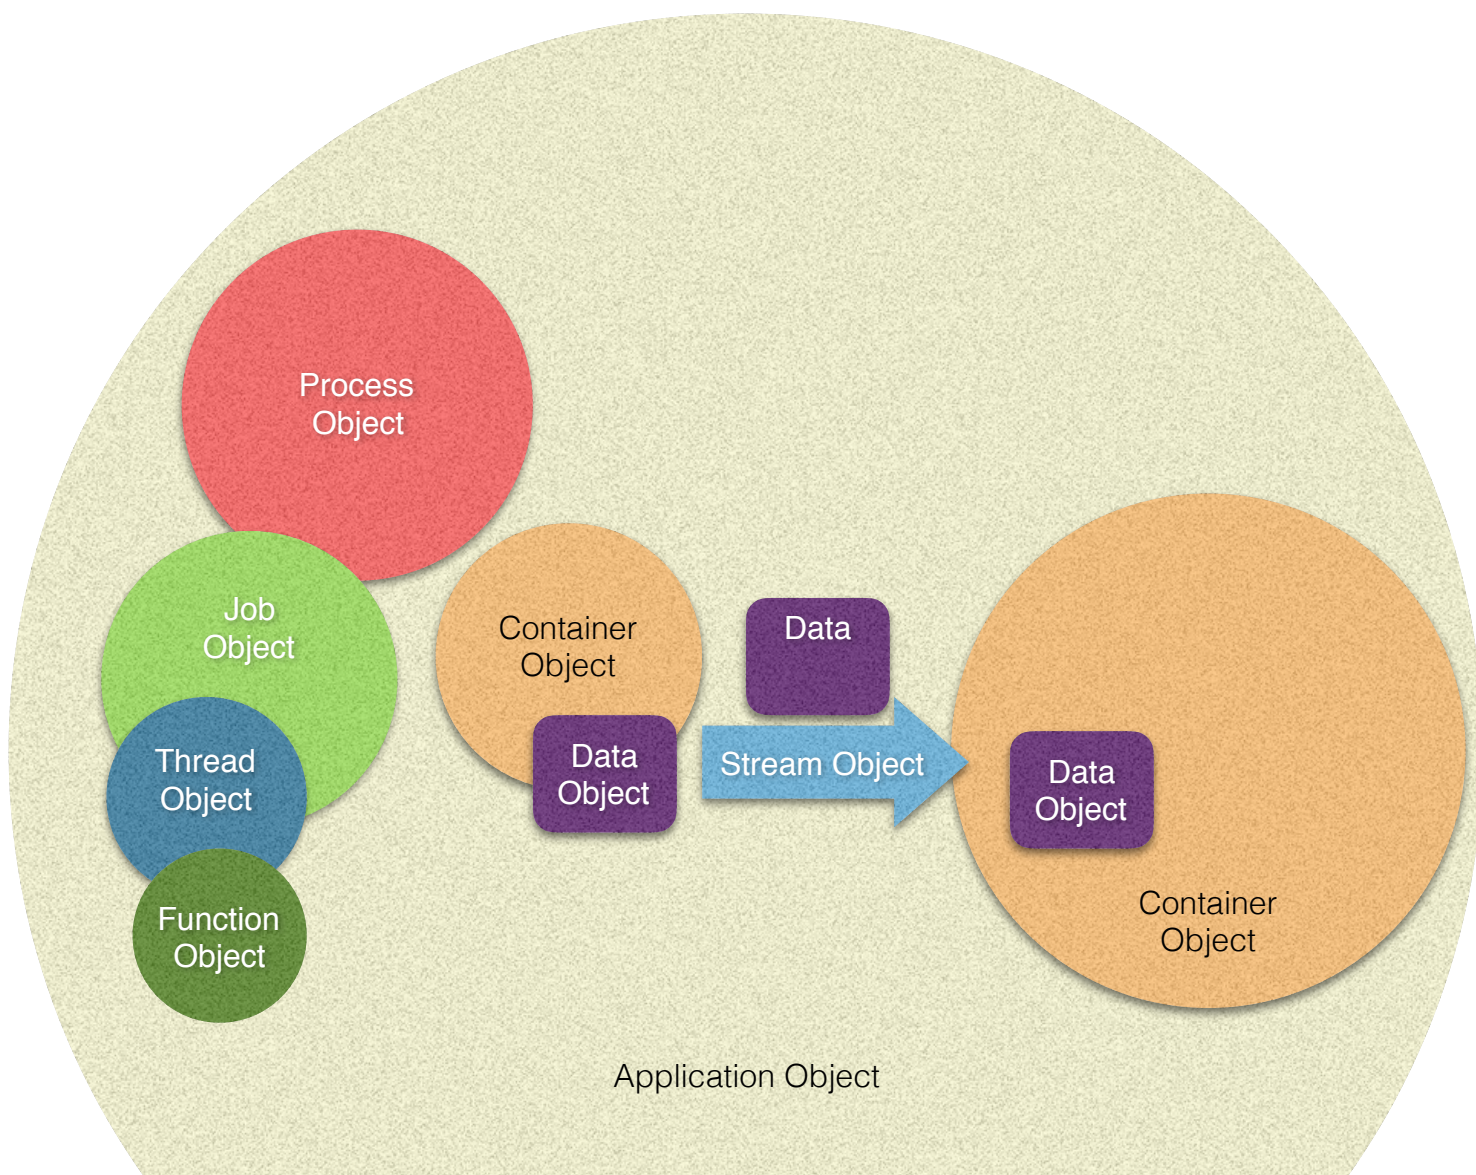 Process
Object
Job
Object
Container
Object
Data
Thread
Object
Data
Object
Stream Object
Data
Object
Function
Object
Container
Object
Application Object